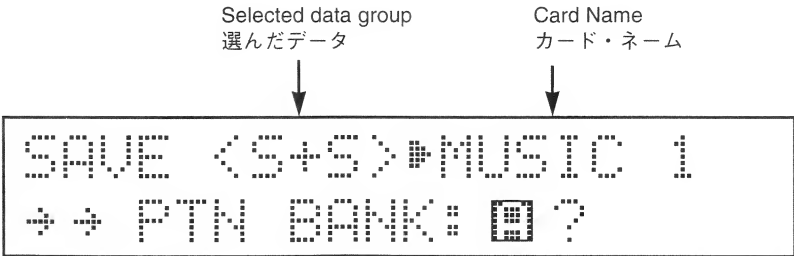 Selected data group Card Name
選んだデータ カード・ネーム
SAVE <S+S>▶MUSIC 1
→→ PTN BANK: ?